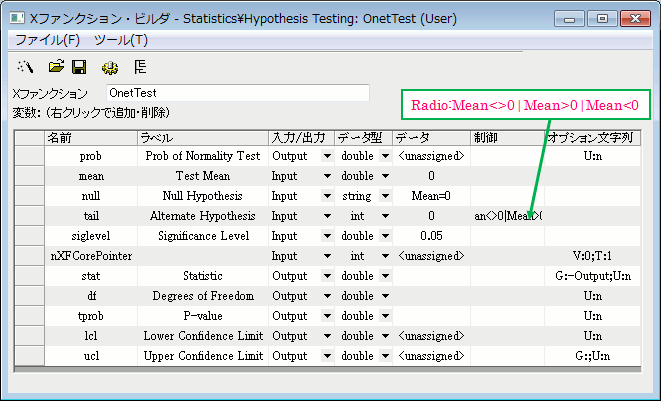 Xファンクション・ビルダ - Statistics¥Hypothesis Testing: OnetTest (User)
ファイル(F) ツール(T)
Xファンクション OnetTest
変数: (右クリックで追加・削除)
Radio:Mean<>0|Mean>0|Mean<0
名前 ラベル 入力/出力 データ型 データ 制御 オプション文字列
prob Prob of Normality Test Output double <unassigned> U:n
mean Test Mean Input double 0
null Null Hypothesis Input string Mean=0
tail Alternate Hypothesis Input int 0 an<>0|Mean>0
siglevel Significance Level Input double 0.05
nXFCorePointer Input int <unassigned> V:0;T:1
stat Statistic Output double G:-Output;U:n
df Degrees of Freedom Output double U:n
tprob P-value Output double U:n
lcl Lower Confidence Limit Output double <unassigned> U:n
ucl Upper Confidence Limit Output double <unassigned> G:;U:n